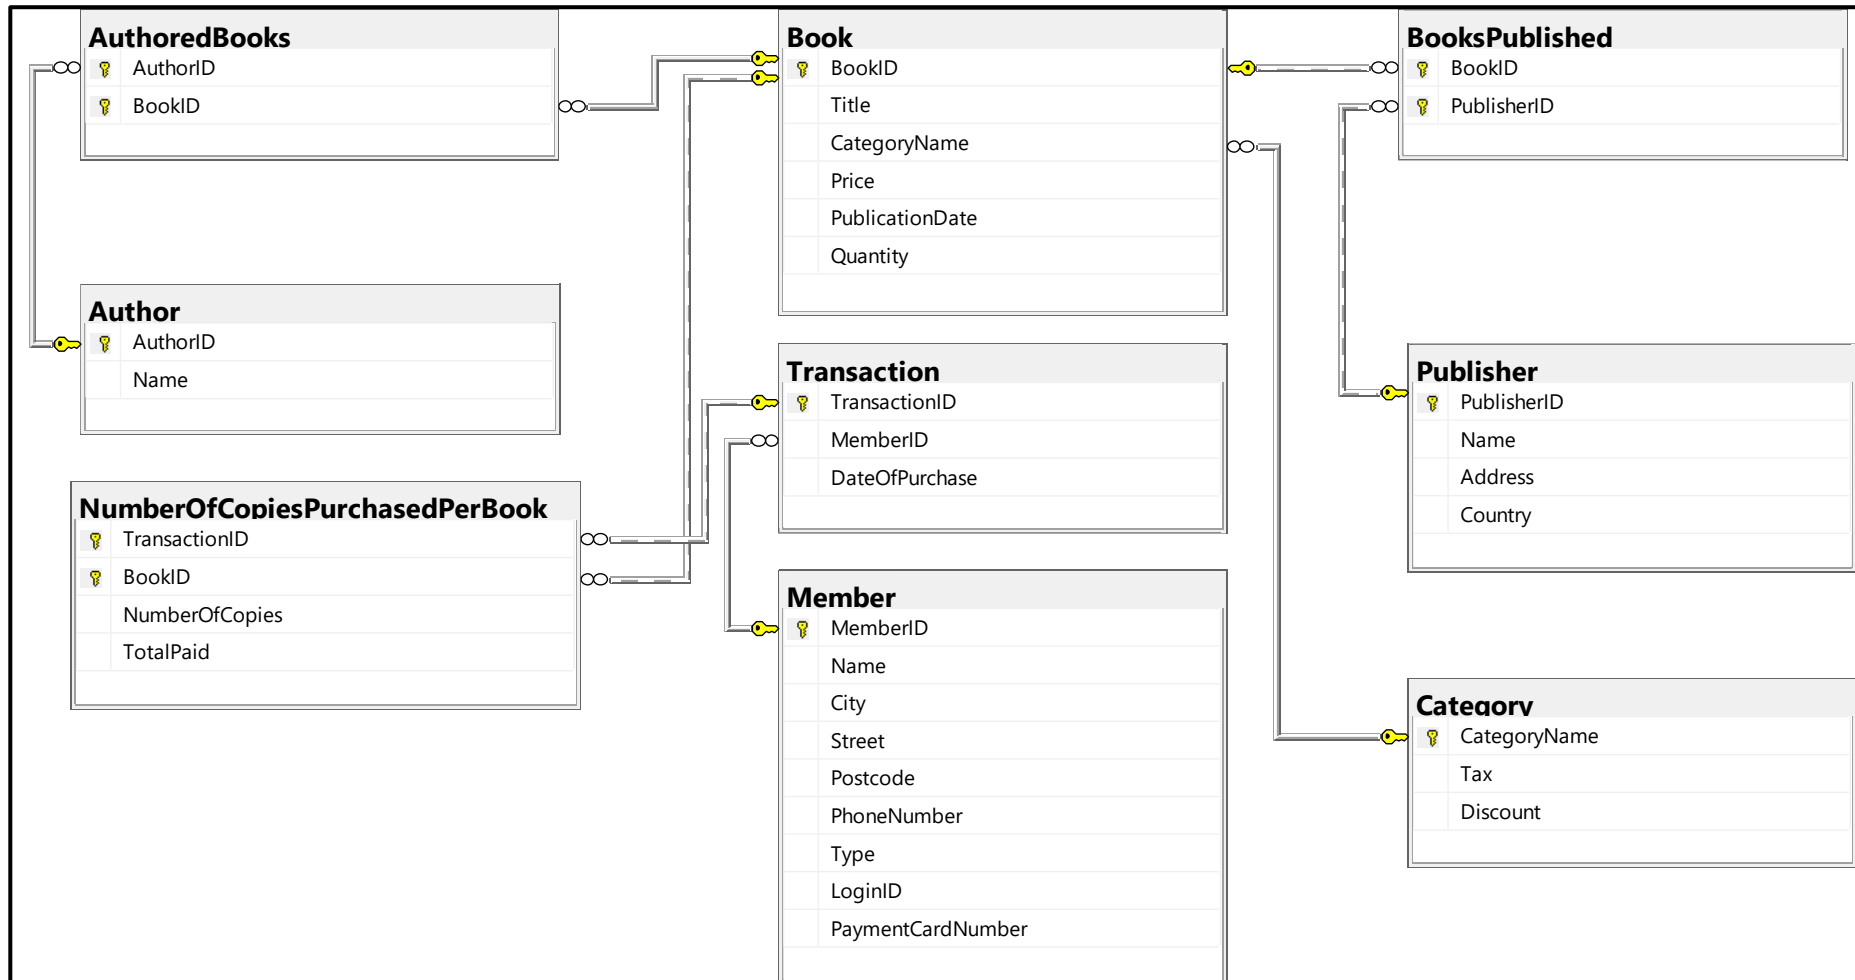 AuthoredBooks
AuthorID
BookID
Book
BookID
Title
CategoryName
Price
PublicationDate
Quantity
BooksPublished
BookID
PublisherID
Author
AuthorID
Name
Transaction
TransactionID
MemberID
DateOfPurchase
Publisher
PublisherID
Name
Address
Country
NumberOfCopiesPurchasedPerBook
TransactionID
BookID
NumberOfCopies
TotalPaid
Member
MemberID
Name
City
Street
Postcode
PhoneNumber
Type
LoginID
PaymentCardNumber
Category
CategoryName
Tax
Discount